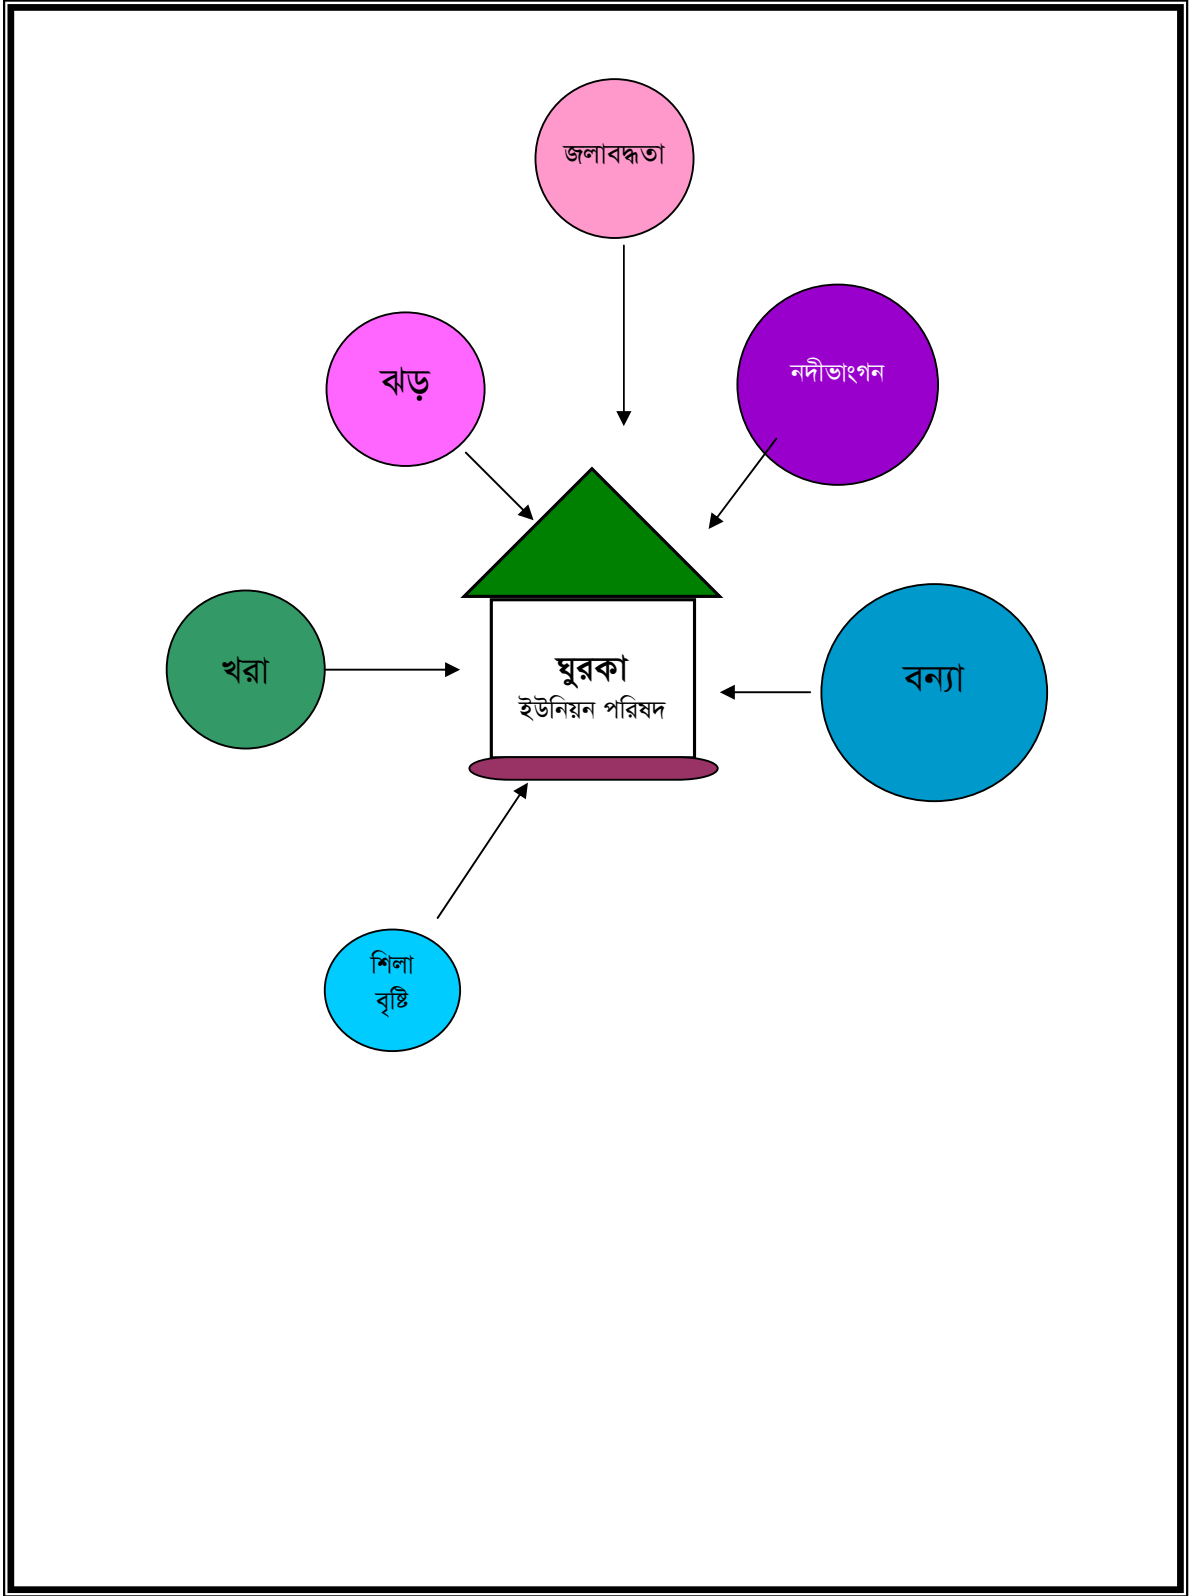 জলাবদ্ধতা
ঝড়
নদীভাংগন
খরা
ঘুরকা
ইউনিয়ন পরিষদ
বন্যা
শিলা
বৃষ্টি